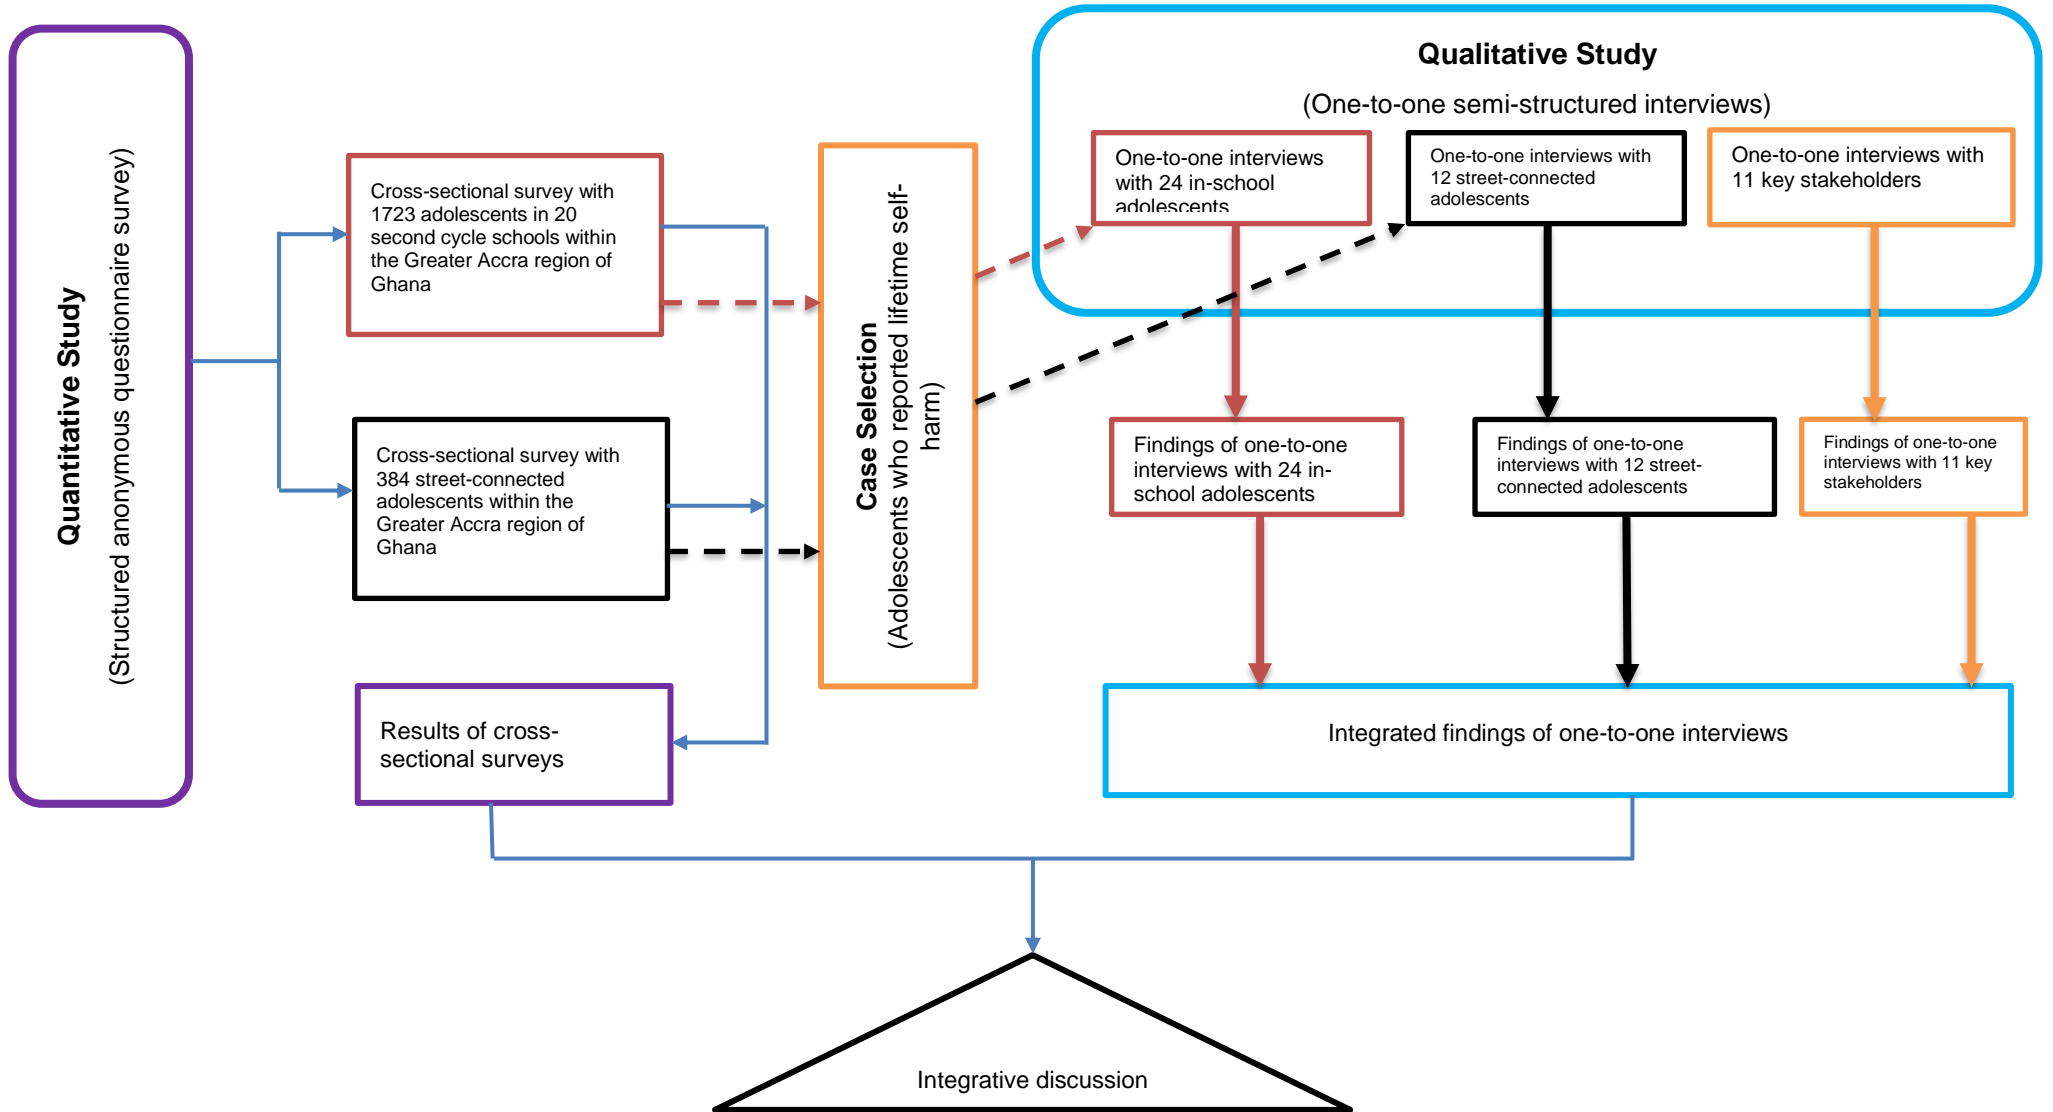 Quantitative Study
(Structured anonymous questionnaire survey)
Cross-sectional survey with
1723 adolescents in 20
second cycle schools within
the Greater Accra region of
Ghana
Cross-sectional survey with
384 street-connected
adolescents within the
Greater Accra region of
Ghana
Results of cross-
sectional surveys
Case Selection
(Adolescents who reported lifetime self-
harm)
Qualitative Study
(One-to-one semi-structured interviews)
One-to-one interviews
with 24 in-school
adolescents
One-to-one interviews with
12 street-connected
adolescents
One-to-one interviews with
11 key stakeholders
Findings of one-to-one
interviews with 24 in-
school adolescents
Findings of one-to-one
interviews with 12 street-
connected adolescents
Findings of one-to-one
interviews with 11 key
stakeholders
Integrated findings of one-to-one interviews
Integrative discussion